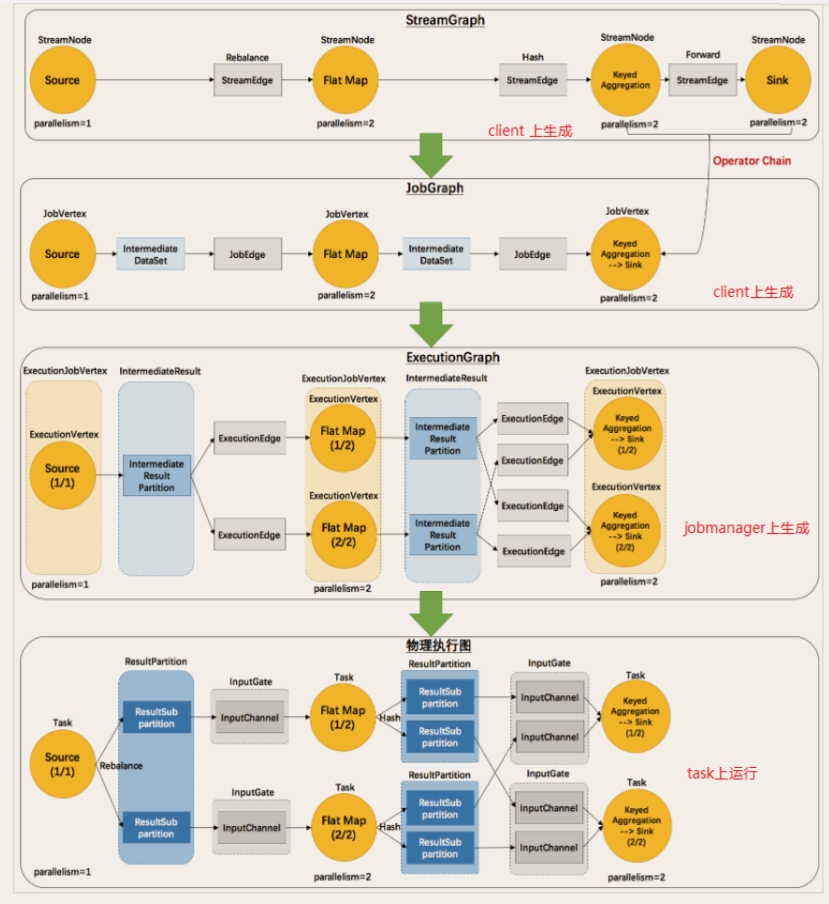 StreamGraph
StreamNode
StreamNode
StreamNode
StreamNode
Rebalance
Hash
Forward
Source
StreamEdge
Flat Map
StreamEdge
Keyed
Aggregation
StreamEdge
Sink
parallelism=1
parallelism=2
parallelism=2
parallelism=2
client 上生成
Operator Chain
JobGraph
JobVertex
JobVertex
JobVertex
Source
Intermediate
DataSet
JobEdge
Flat Map
Intermediate
DataSet
JobEdge
Keyed
Aggregation
--> Sink
parallelism=1
parallelism=2
parallelism=2
client上生成
ExecutionGraph
ExecutionJobVertex
IntermediateResult
ExecutionJobVertex
IntermediateResult
ExecutionJobVertex
ExecutionVertex
Source
(1/1)
Intermediate
Result
Partition
ExecutionEdge
ExecutionEdge
ExecutionVertex
Flat Map
(1/2)
ExecutionVertex
Flat Map
(2/2)
Intermediate
Result
Partition
Intermediate
Result
Partition
ExecutionEdge
ExecutionEdge
ExecutionEdge
ExecutionEdge
ExecutionVertex
Keyed
Aggregation
--> Sink
(1/2)
ExecutionVertex
Keyed
Aggregation
--> Sink
(2/2)
parallelism=1
parallelism=2
parallelism=2
jobmanager上生成
物理执行图
Task
Source
(1/1)
Rebalance
ResultPartition
ResultSub
partition
ResultSub
partition
InputGate
InputChannel
InputGate
InputChannel
Task
Flat Map
(1/2)
Hash
Task
Flat Map
(2/2)
Hash
ResultPartition
ResultSub
partition
ResultSub
partition
ResultPartition
ResultSub
partition
ResultSub
partition
InputGate
InputChannel
InputChannel
InputGate
InputChannel
InputChannel
Task
Keyed
Aggregation
--> Sink
(1/2)
Task
Keyed
Aggregation
--> Sink
(2/2)
parallelism=1
parallelism=2
parallelism=2
task上运行